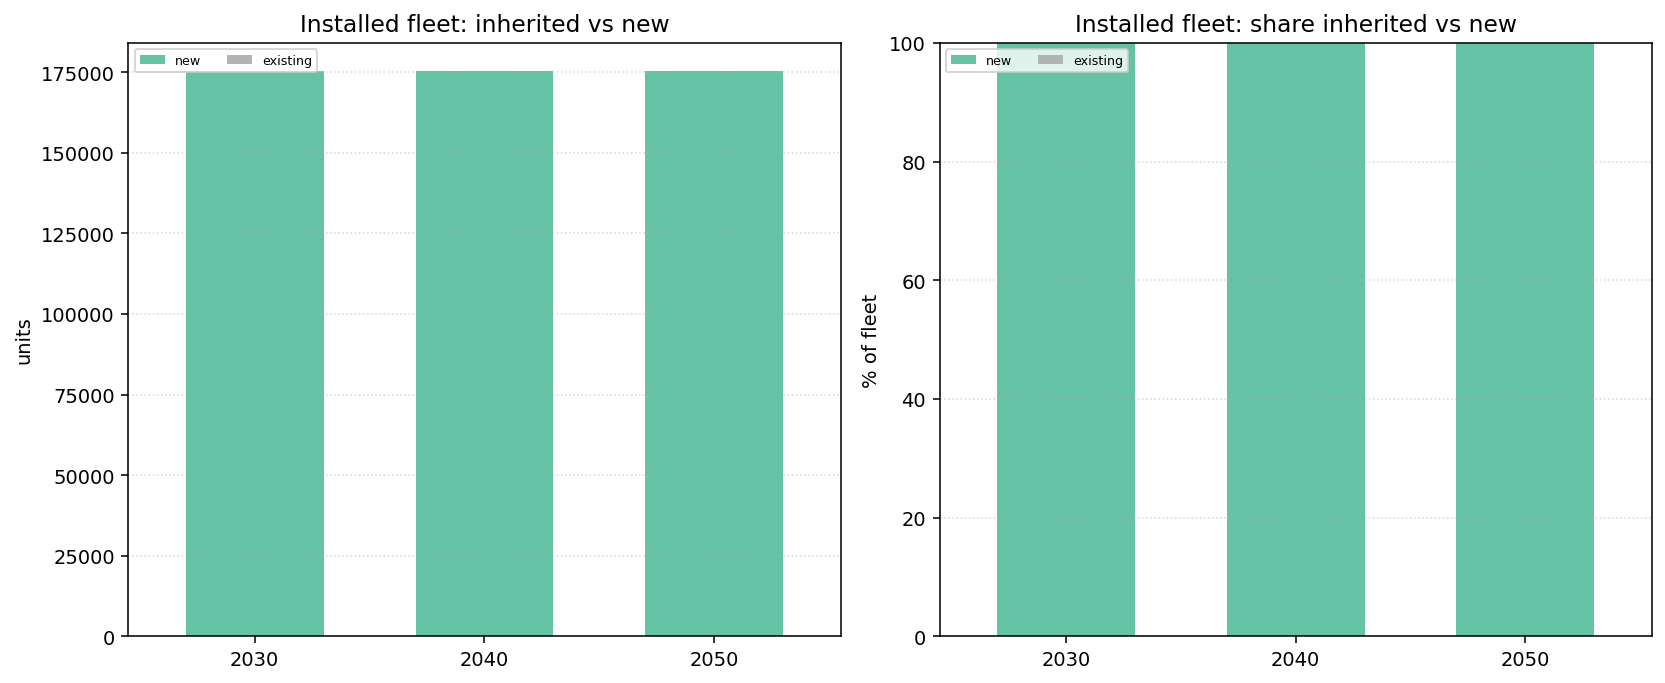 Installed fleet: inherited vs new
new existing
175000
150000
125000
100000
75000
50000
25000
0
units
2030 2040 2050
Installed fleet: share inherited vs new
new existing
100
80
60
40
20
0
% of fleet
2030 2040 2050